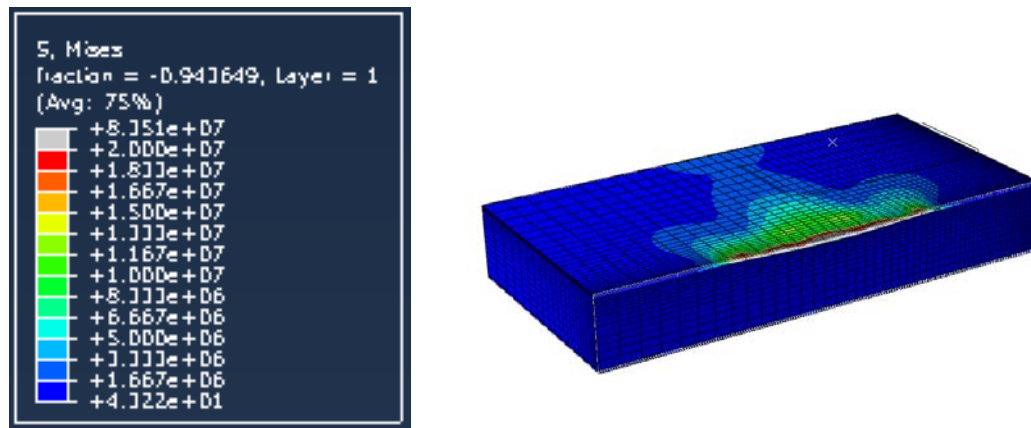 S, Mises
fraction = -0.943649, Layer = 1
(Avg: 75%)
+8.351e+07
+2.000e+07
+1.833e+07
+1.667e+07
+1.500e+07
+1.333e+07
+1.167e+07
+1.000e+07
+8.333e+06
+6.667e+06
+5.000e+06
+3.333e+06
+1.667e+06
+4.322e+01